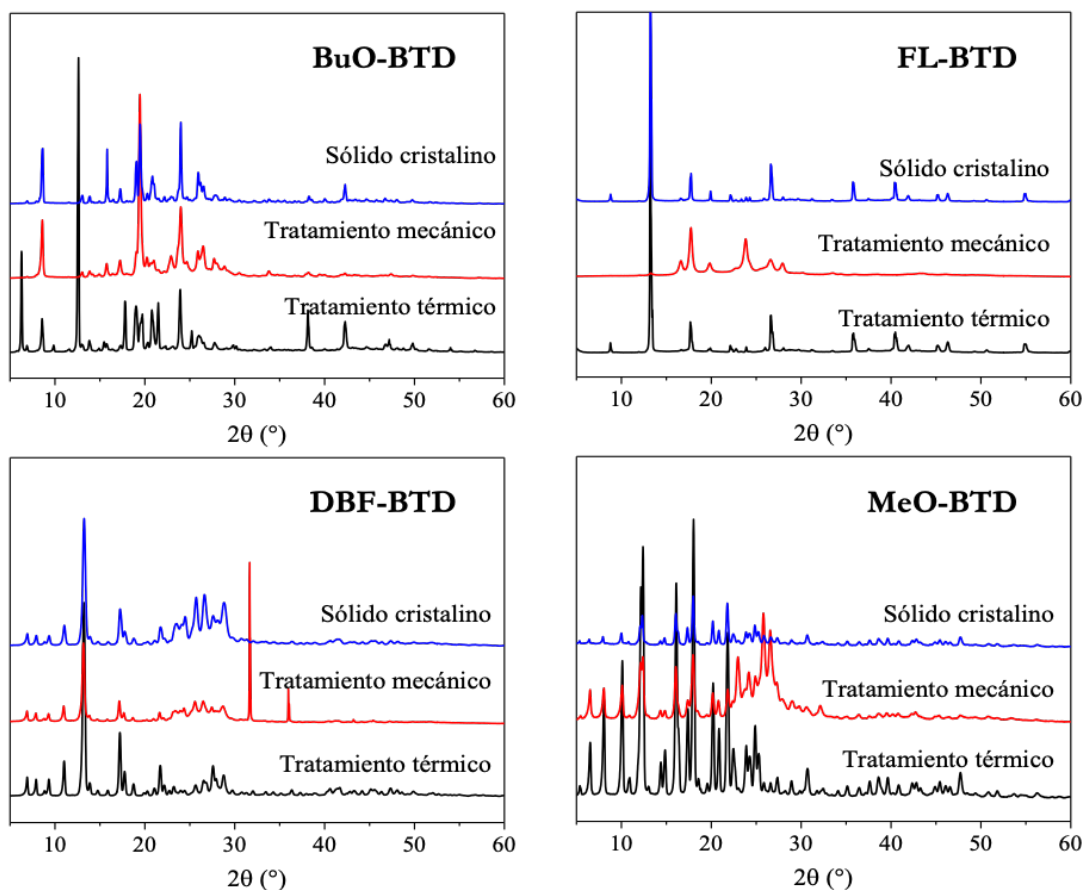 BuO-BTD
Sólido cristalino
Tratamiento mecánico
Tratamiento térmico
10 20 30 40 50 60
2θ (°)
FL-BTD
Sólido cristalino
Tratamiento mecánico
Tratamiento térmico
10 20 30 40 50 60
2θ (°)
DBF-BTD
Sólido cristalino
Tratamiento mecánico
Tratamiento térmico
10 20 30 40 50 60
2θ (°)
MeO-BTD
Sólido cristalino
Tratamiento mecánico
Tratamiento térmico
10 20 30 40 50 60
2θ (°)